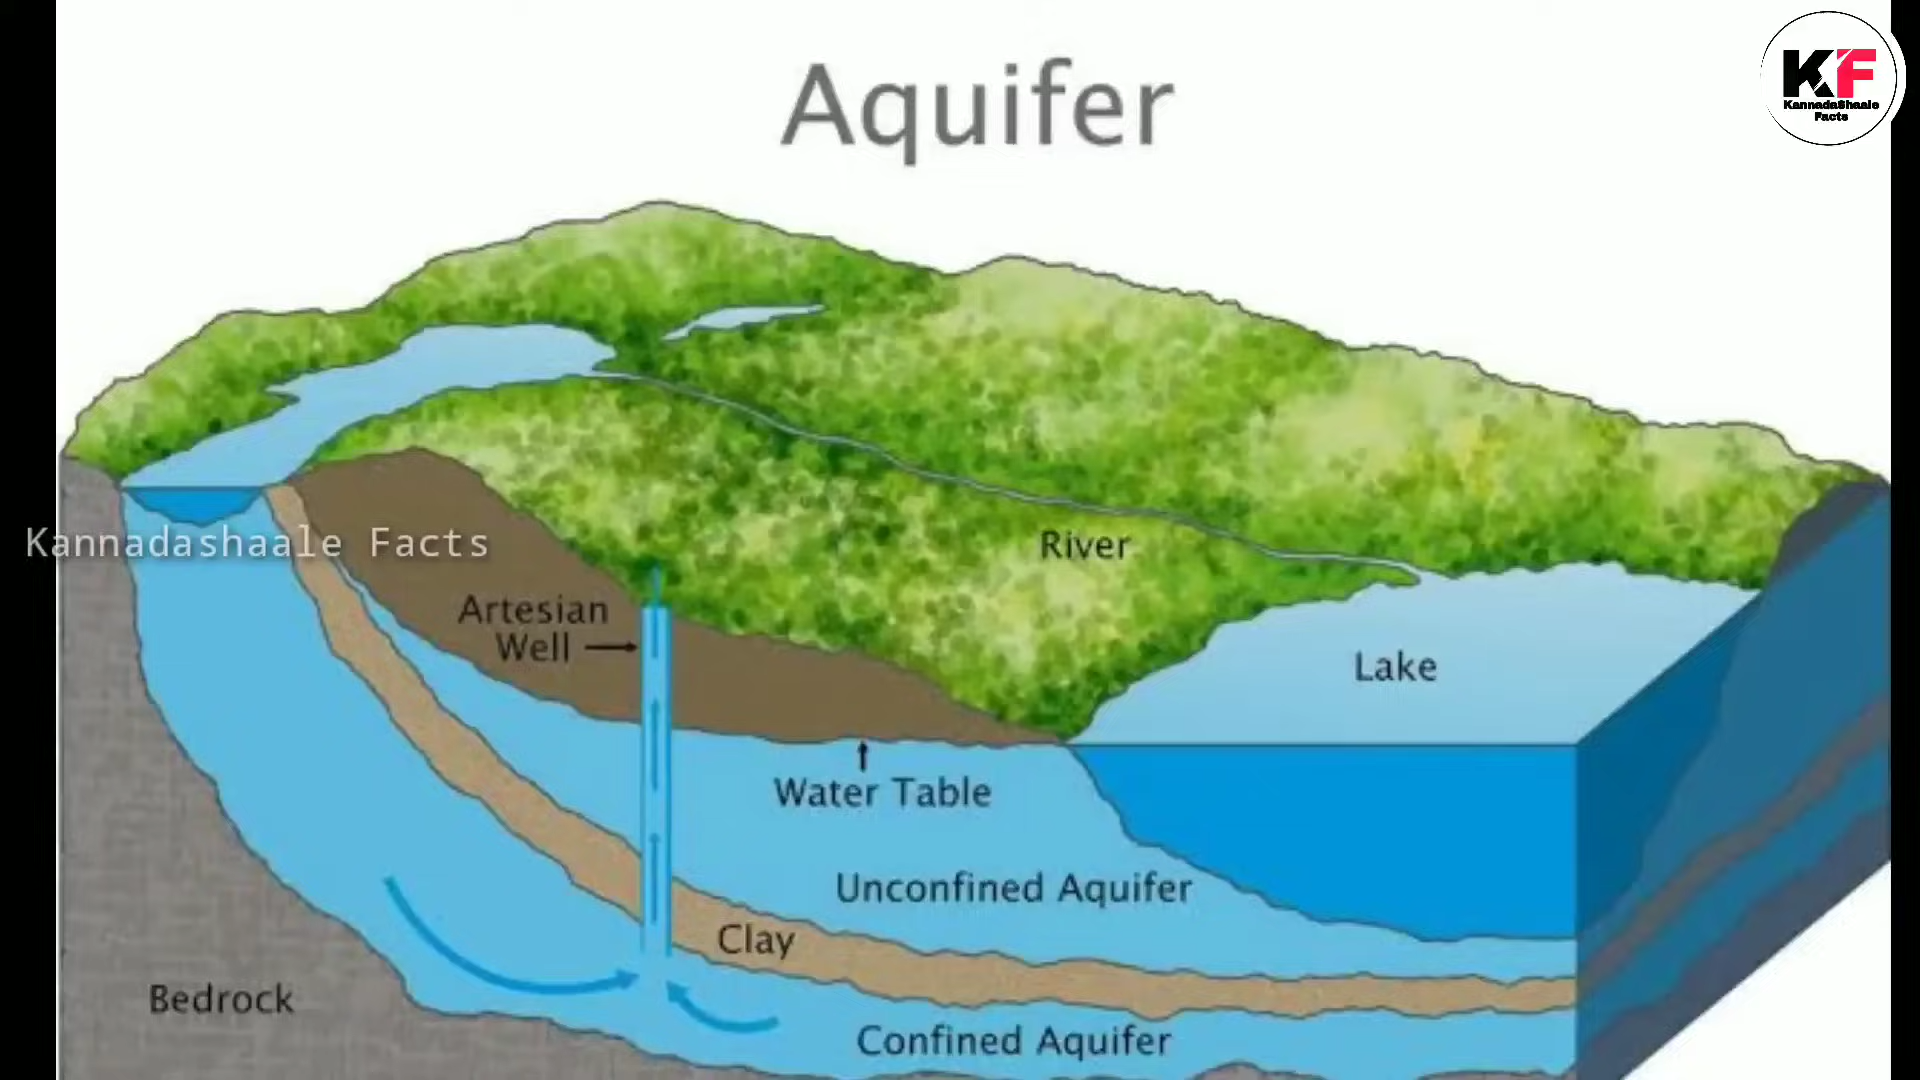 Aquifer
KF
KannadaShaale
Facts
Kannadashaale Facts
River
Artesian
Well
Lake
Water Table
Unconfined Aquifer
Clay
Bedrock
Confined Aquifer